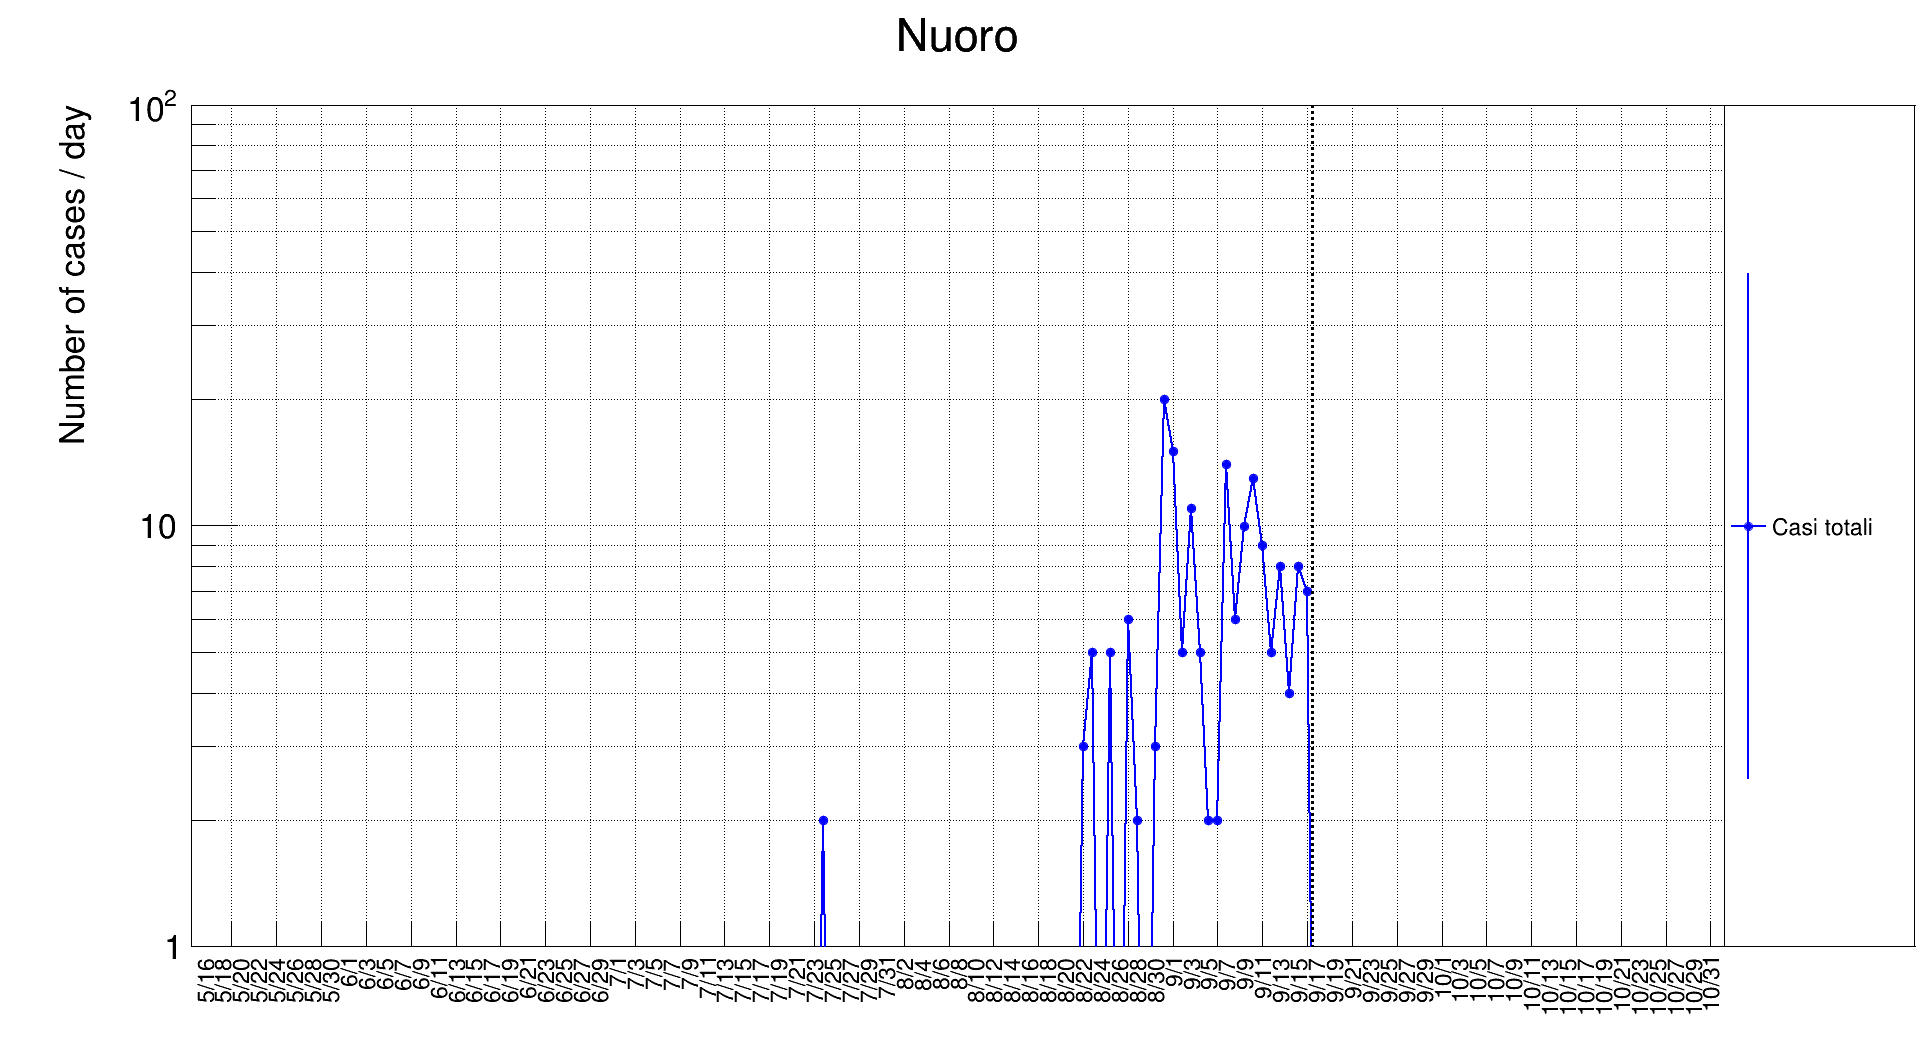 Nuoro
Number of cases / day
10²
10
1
Casi totali
5/16 5/18 5/20 5/22 5/24 5/26 5/28 5/30 6/1 6/3 6/5 6/7 6/9 6/11 6/13 6/15 6/17 6/19 6/21 6/23 6/25 6/27 6/29 7/1 7/3 7/5 7/7 7/9 7/11 7/13 7/15 7/17 7/19 7/21 7/23 7/25 7/27 7/29 7/31 8/2 8/4 8/6 8/8 8/10 8/12 8/14 8/16 8/18 8/20 8/22 8/24 8/26 8/28 8/30 9/1 9/3 9/5 9/7 9/9 9/11 9/13 9/15 9/17 9/19 9/21 9/23 9/25 9/27 9/29 10/1 10/3 10/5 10/7 10/9 10/11 10/13 10/15 10/17 10/19 10/21 10/23 10/25 10/27 10/29 10/31